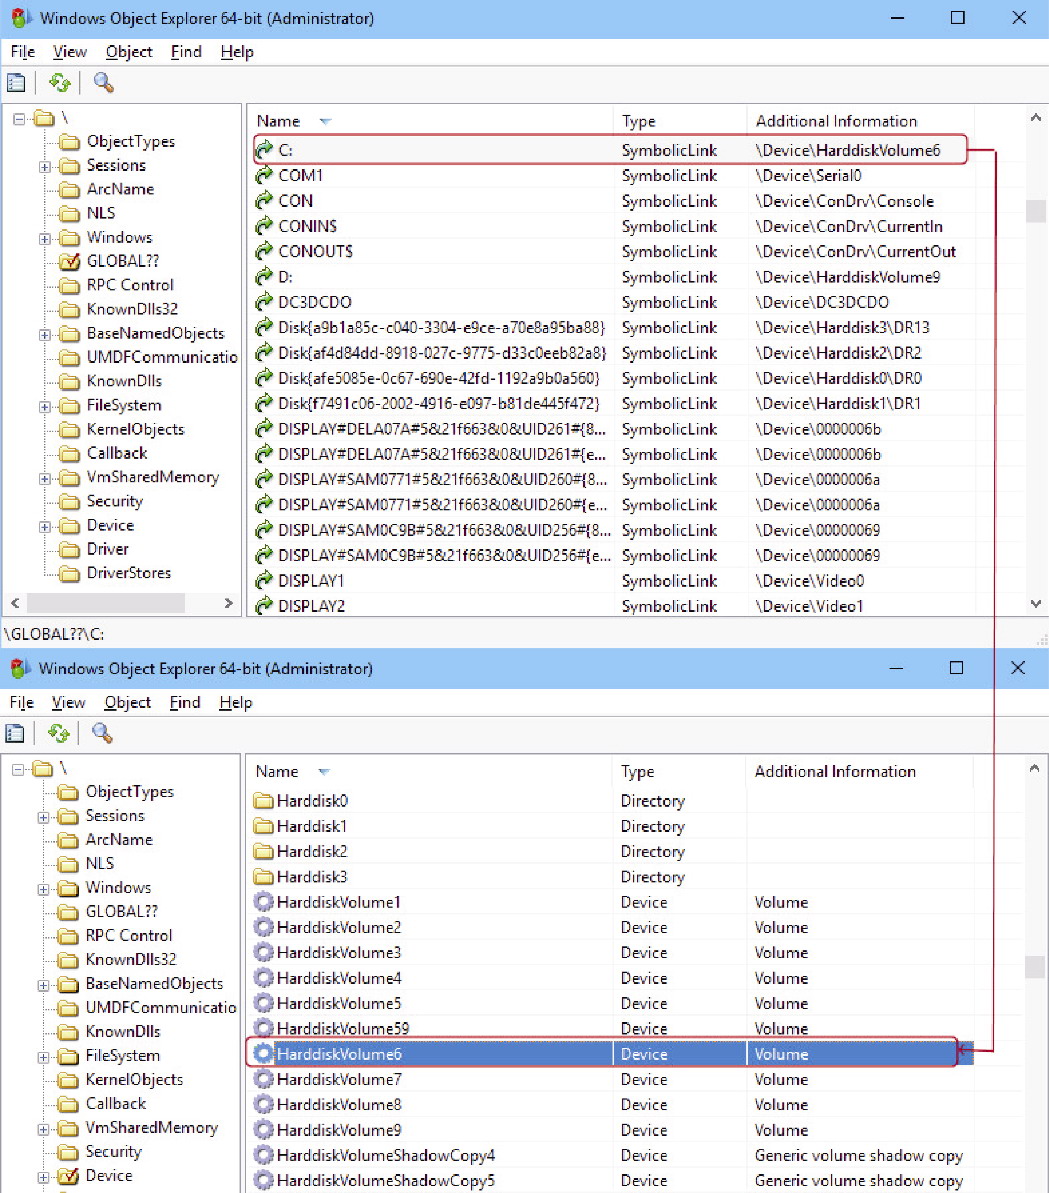 Windows Object Explorer 64-bit (Administrator)
File View Object Find Help
\
ObjectTypes
Sessions
ArcName
NLS
Windows
GLOBAL??
RPC Control
KnownDlls32
BaseNamedObjects
UMDFCommunicatio
KnownDlls
FileSystem
KernelObjects
Callback
VmSharedMemory
Security
Device
Driver
DriverStores
Name Type Additional Information
C: SymbolicLink \Device\HarddiskVolume6
COM1 SymbolicLink \Device\Serial0
CON SymbolicLink \Device\ConDrv\Console
CONIN$ SymbolicLink \Device\ConDrv\CurrentIn
CONOUT$ SymbolicLink \Device\ConDrv\CurrentOut
D: SymbolicLink \Device\HarddiskVolume9
DC3DCDO SymbolicLink \Device\DC3DCDO
Disk{a9b1a85c-c040-3304-e9ce-a70e8a95ba88} SymbolicLink \Device\Harddisk3\DR13
Disk{af4d84dd-8918-027c-9775-d33c0eeb82a8} SymbolicLink \Device\Harddisk2\DR2
Disk{afe5085e-0c67-690e-42fd-1192a9b0a560} SymbolicLink \Device\Harddisk0\DR0
Disk{f7491c06-2002-4916-e097-b81de445f472} SymbolicLink \Device\Harddisk1\DR1
DISPLAY#DELA07A#5&21f663&0&UID261#{8... SymbolicLink \Device\0000006b
DISPLAY#DELA07A#5&21f663&0&UID261#{e... SymbolicLink \Device\0000006b
DISPLAY#SAM0771#5&21f663&0&UID260#{8... SymbolicLink \Device\0000006a
DISPLAY#SAM0771#5&21f663&0&UID260#{e... SymbolicLink \Device\0000006a
DISPLAY#SAM0C9B#5&21f663&0&UID256#{8... SymbolicLink \Device\00000069
DISPLAY#SAM0C9B#5&21f663&0&UID256#{e... SymbolicLink \Device\00000069
DISPLAY1 SymbolicLink \Device\Video0
DISPLAY2 SymbolicLink \Device\Video1
\GLOBAL??\C:
Windows Object Explorer 64-bit (Administrator)
File View Object Find Help
\
ObjectTypes
Sessions
ArcName
NLS
Windows
GLOBAL??
RPC Control
KnownDlls32
BaseNamedObjects
UMDFCommunicatio
KnownDlls
FileSystem
KernelObjects
Callback
VmSharedMemory
Security
Device
Name Type Additional Information
Harddisk0 Directory
Harddisk1 Directory
Harddisk2 Directory
Harddisk3 Directory
HarddiskVolume1 Device Volume
HarddiskVolume2 Device Volume
HarddiskVolume3 Device Volume
HarddiskVolume4 Device Volume
HarddiskVolume5 Device Volume
HarddiskVolume59 Device Volume
HarddiskVolume6 Device Volume
HarddiskVolume7 Device Volume
HarddiskVolume8 Device Volume
HarddiskVolume9 Device Volume
HarddiskVolumeShadowCopy4 Device Generic volume shadow copy
HarddiskVolumeShadowCopy5 Device Generic volume shadow copy